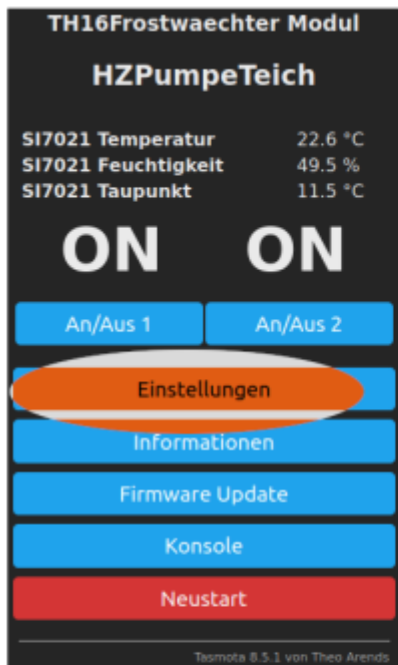 TH16Frostwaechter Modul
HZPumpeTeich
SI7021 Temperatur 22.6 °C
SI7021 Feuchtigkeit 49.5 %
SI7021 Taupunkt 11.5 °C
ON ON
An/Aus 1 An/Aus 2
Einstellungen
Informationen
Firmware Update
Konsole
Neustart
Tasmota 8.5.1 von Theo Arends